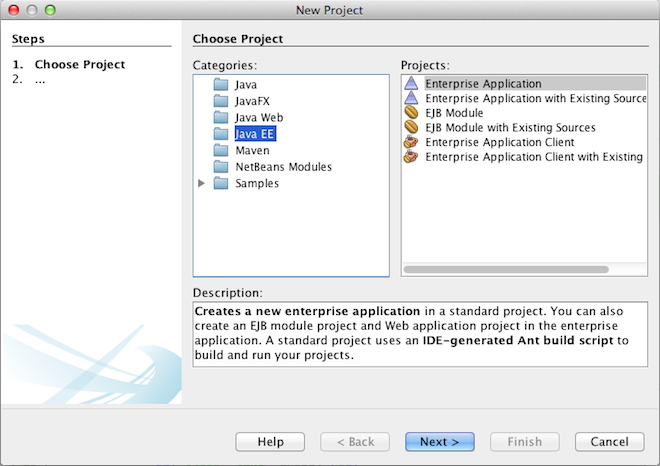 New Project
Steps
1. Choose Project
2. ...
Choose Project
Categories:
Java
JavaFX
Java Web
Java EE
Maven
NetBeans Modules
Samples
Projects:
Enterprise Application
Enterprise Application with Existing Source
EJB Module
EJB Module with Existing Sources
Enterprise Application Client
Enterprise Application Client with Existing
Description:
Creates a new enterprise application in a standard project. You can also
create an EJB module project and Web application project in the enterprise
application. A standard project uses an IDE-generated Ant build script to
build and run your projects.
Help
< Back
Next >
Finish
Cancel